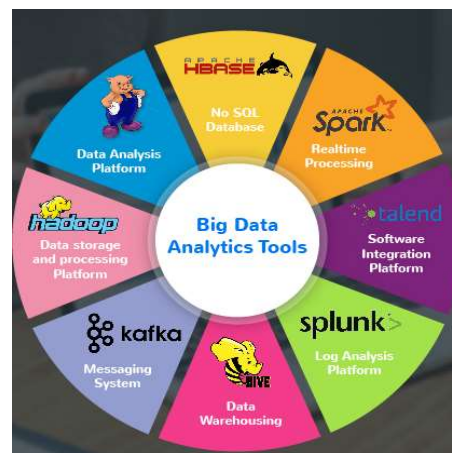 APACHE
HBASE
No SQL
Database
APACHE
Spark
Realtime
Processing
talend
Software
Integration
Platform
splunk>
Log Analysis
Platform
HIVE
Data
Warehousing
kafka
Messaging
System
hadoop
Data storage
and processing
Platform
Data Analysis
Platform
Big Data
Analytics Tools